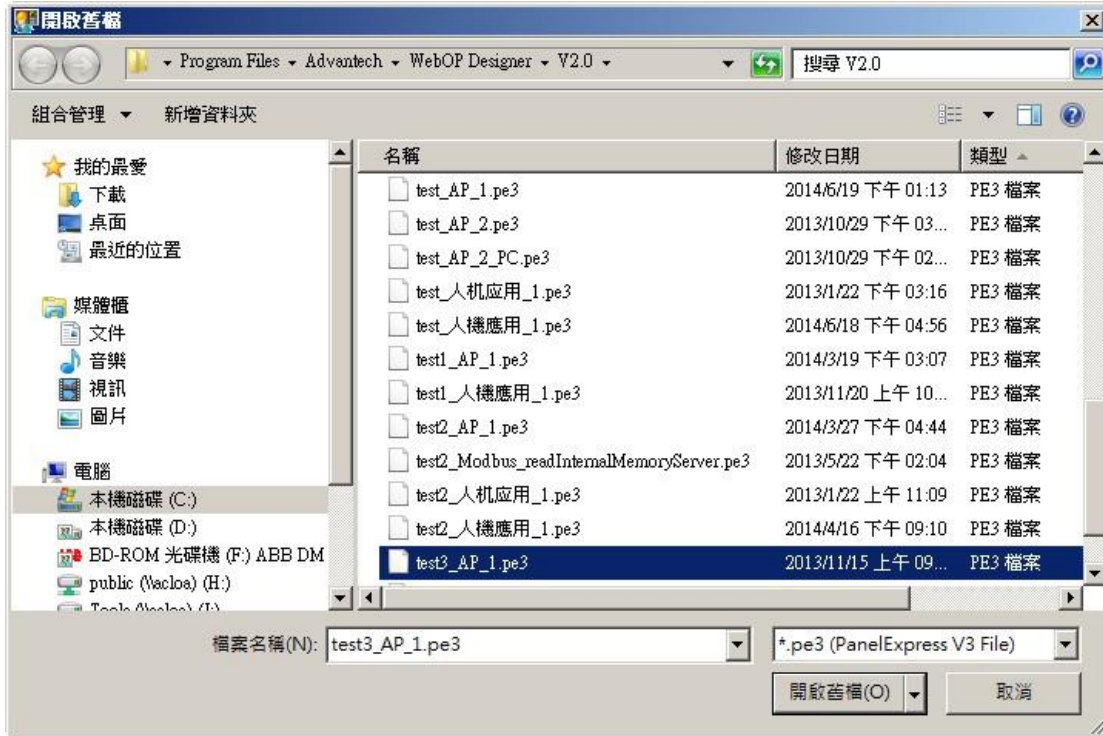 開啟舊檔
Program Files Advantech WebOP Designer V2.0
搜尋 V2.0
組合管理
新增資料夾
我的最愛
下載
桌面
最近的位置
媒體櫃
文件
音樂
視訊
圖片
電腦
本機磁碟 (C:)
本機磁碟 (D:)
BD-ROM 光碟機 (F:) ABB DM
public (\\acloa) (H:)
名稱 修改日期 類型
test_AP_1.pe3 2014/6/19 下午 01:13 PE3 檔案
test_AP_2.pe3 2013/10/29 下午 03... PE3 檔案
test_AP_2_PC.pe3 2013/10/29 下午 02... PE3 檔案
test_人机应用_1.pe3 2013/1/22 下午 03:16 PE3 檔案
test_人機應用_1.pe3 2014/6/18 下午 04:56 PE3 檔案
test1_AP_1.pe3 2014/3/19 下午 03:07 PE3 檔案
test1_人機應用_1.pe3 2013/11/20 上午 10... PE3 檔案
test2_AP_1.pe3 2014/3/27 下午 04:44 PE3 檔案
test2_Modbus_readInternalMemoryServer.pe3 2013/5/22 下午 02:04 PE3 檔案
test2_人机应用_1.pe3 2013/1/22 上午 11:09 PE3 檔案
test2_人機應用_1.pe3 2014/4/16 下午 09:10 PE3 檔案
test3_AP_1.pe3 2013/11/15 上午 09... PE3 檔案
檔案名稱(N): test3_AP_1.pe3
*.pe3 (PanelExpress V3 File)
開啟舊檔(O)
取消